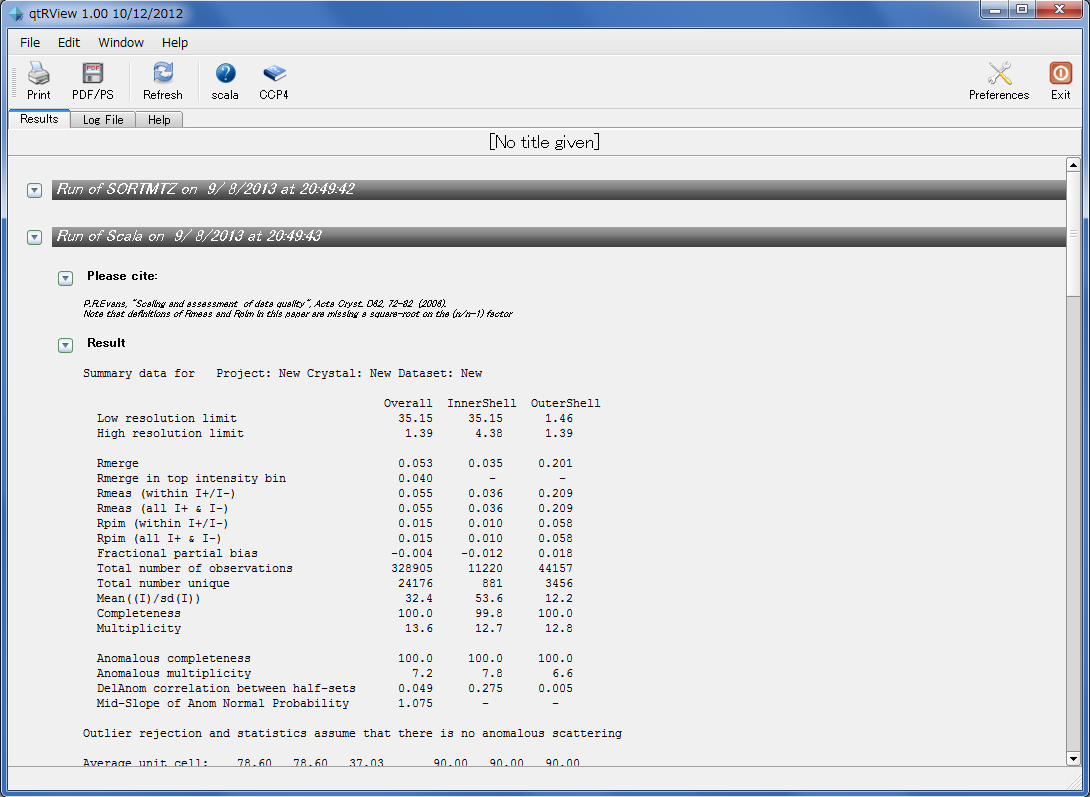 qtRView 1.00 10/12/2012
File Edit Window Help
Print PDF/PS Refresh scala CCP4 Preferences Exit
Results Log File Help
[No title given]
Run of SORTMTZ on 9/ 8/2013 at 20:49:42
Run of Scala on 9/ 8/2013 at 20:49:43
Please cite:
P.R.Evans, "Scaling and assessment of data quality", Acta Cryst. D62, 72-82 (2006).
Note that definitions of Rmeas and Rpim in this paper are missing a square-root on the (n/n-1) factor
Result
Summary data for Project: New Crystal: New Dataset: New
Overall InnerShell OuterShell
Low resolution limit 35.15 35.15 1.46
High resolution limit 1.39 4.38 1.39
Rmerge 0.053 0.035 0.201
Rmerge in top intensity bin 0.040 - -
Rmeas (within I+/I-) 0.055 0.036 0.209
Rmeas (all I+ & I-) 0.055 0.036 0.209
Rpim (within I+/I-) 0.015 0.010 0.058
Rpim (all I+ & I-) 0.015 0.010 0.058
Fractional partial bias -0.004 -0.012 0.018
Total number of observations 328905 11220 44157
Total number unique 24176 881 3456
Mean((I)/sd(I)) 32.4 53.6 12.2
Completeness 100.0 99.8 100.0
Multiplicity 13.6 12.7 12.8
Anomalous completeness 100.0 100.0 100.0
Anomalous multiplicity 7.2 7.8 6.6
DelAnom correlation between half-sets 0.049 0.275 0.005
Mid-Slope of Anom Normal Probability 1.075 - -
Outlier rejection and statistics assume that there is no anomalous scattering
Average unit cell: 78.60 78.60 37.03 90.00 90.00 90.00